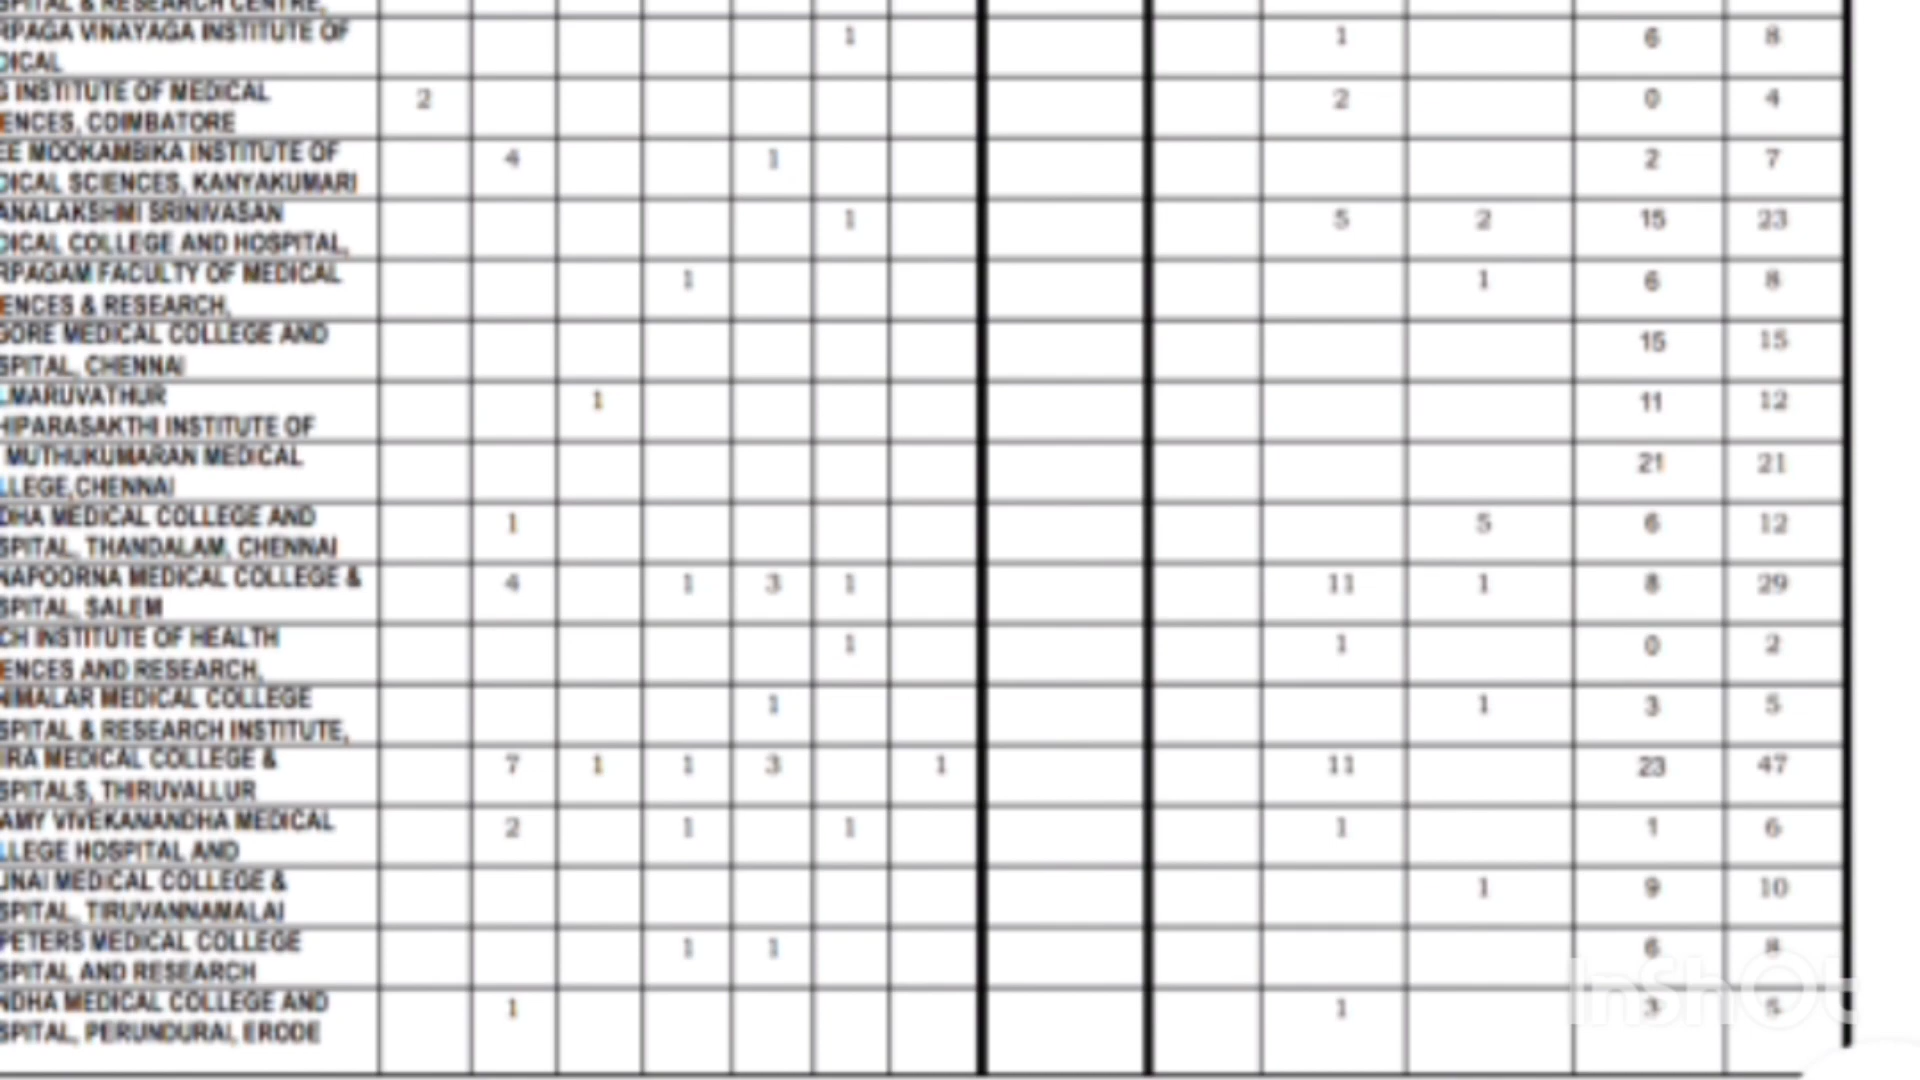 SPITAL & RESEARCH CENTRE,
RPAGA VINAYAGA INSTITUTE OF 1 1 6 8
DICAL
G INSTITUTE OF MEDICAL 2 2 0 4
ENCES, COIMBATORE
EE MOOKAMBIKA INSTITUTE OF 4 1 2 7
DICAL SCIENCES, KANYAKUMARI
ANALAKSHMI SRINIVASAN 1 5 2 15 23
DICAL COLLEGE AND HOSPITAL,
RPAGAM FACULTY OF MEDICAL 1 1 6 8
ENCES & RESEARCH,
GORE MEDICAL COLLEGE AND 15 15
SPITAL, CHENNAI
LMARUVATHUR 1 11 12
HIPARASAKTHI INSTITUTE OF
MUTHUKUMARAN MEDICAL 21 21
LLEGE,CHENNAI
DHA MEDICAL COLLEGE AND 1 5 6 12
SPITAL, THANDALAM, CHENNAI
NAPOORNA MEDICAL COLLEGE & 4 1 3 1 11 1 8 29
SPITAL, SALEM
CH INSTITUTE OF HEALTH 1 1 0 2
ENCES AND RESEARCH,
NIMALAR MEDICAL COLLEGE 1 1 3 5
SPITAL & RESEARCH INSTITUTE,
IRA MEDICAL COLLEGE & 7 1 1 3 1 11 23 47
SPITALS, THIRUVALLUR
AMY VIVEKANANDHA MEDICAL 2 1 1 1 1 6
LLEGE HOSPITAL AND
UNAI MEDICAL COLLEGE & 1 9 10
SPITAL, TIRUVANNAMALAI
PETERS MEDICAL COLLEGE 1 1 6 8
SPITAL AND RESEARCH
NDHA MEDICAL COLLEGE AND 1 1 3 5
SPITAL, PERUNDURAI, ERODE
InShOt